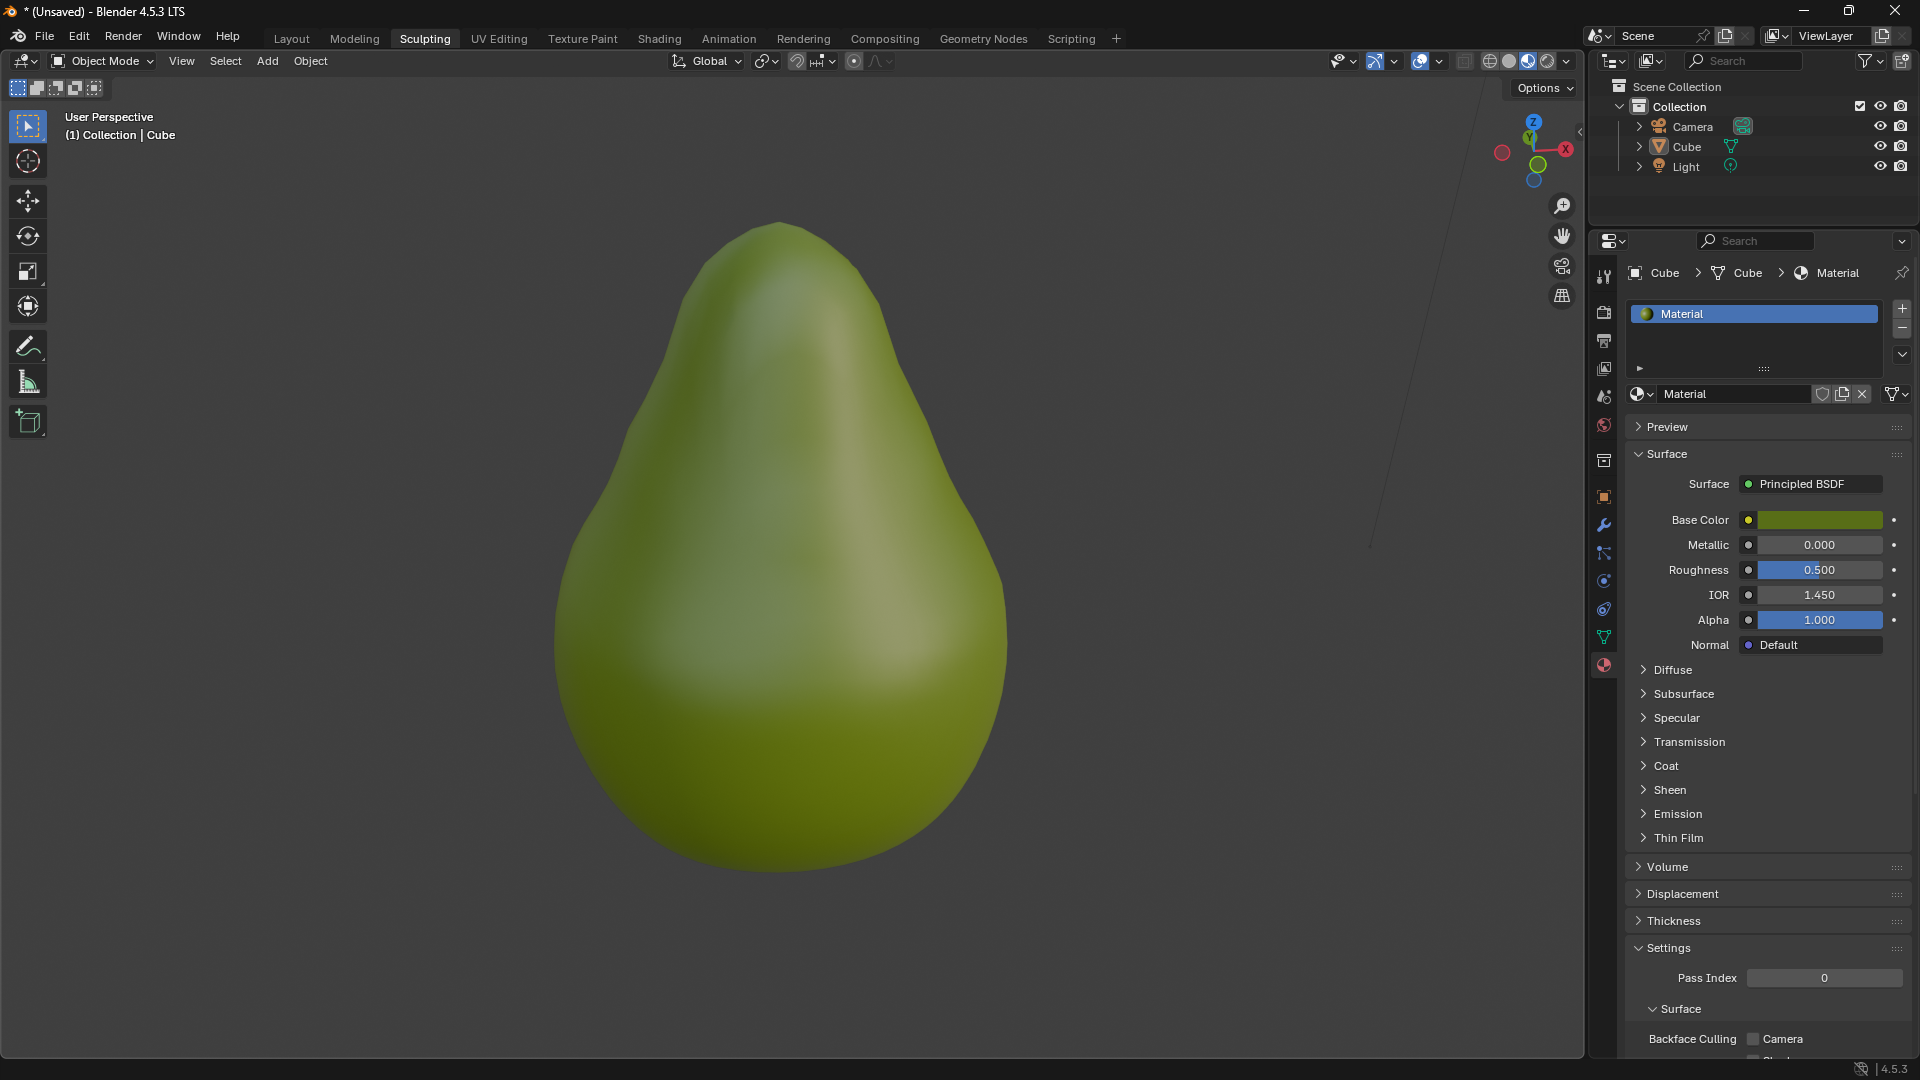 * (Unsaved) - Blender 4.5.3 LTS
File Edit Render Window Help
Layout Modeling Sculpting UV Editing Texture Paint Shading Animation Rendering Compositing Geometry Nodes Scripting +
Scene
ViewLayer
Object Mode View Select Add Object
Global
Search
Options
User Perspective
(1) Collection | Cube
Z
Y
X
Scene Collection
Collection
Camera
Cube
Light
Search
Cube > Cube > Material
Material
Material
Preview
Surface
Surface Principled BSDF
Base Color
Metallic 0.000
Roughness 0.500
IOR 1.450
Alpha 1.000
Normal Default
Diffuse
Subsurface
Specular
Transmission
Coat
Sheen
Emission
Thin Film
Volume
Displacement
Thickness
Settings
Pass Index 0
Surface
Backface Culling Camera
4.5.3